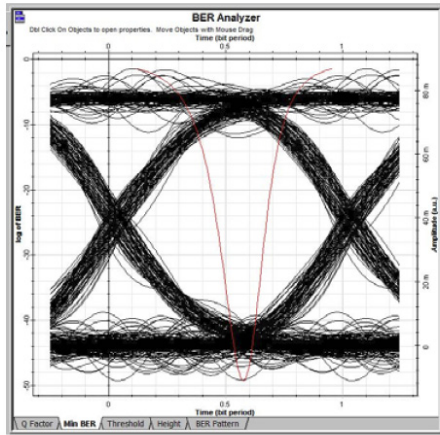 BER Analyzer
Dbl Click On Objects to open properties. Move Objects with Mouse Drag
Time (bit period)
0 0.5 1
0
-10
-20
-30
-40
-50
log of BER
80 m
60 m
40 m
20 m
0
Amplitude (a.u.)
0 0.5 1
Time (bit period)
Q Factor Min BER Threshold Height BER Pattern